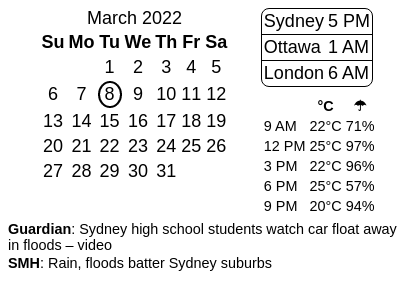 March 2022
Su Mo Tu We Th Fr Sa
1 2 3 4 5
6 7 8 9 10 11 12
13 14 15 16 17 18 19
20 21 22 23 24 25 26
27 28 29 30 31
Sydney 5 PM
Ottawa 1 AM
London 6 AM
°C ☂
9 AM 22°C 71%
12 PM 25°C 97%
3 PM 22°C 96%
6 PM 25°C 57%
9 PM 20°C 94%
Guardian: Sydney high school students watch car float away
in floods – video
SMH: Rain, floods batter Sydney suburbs